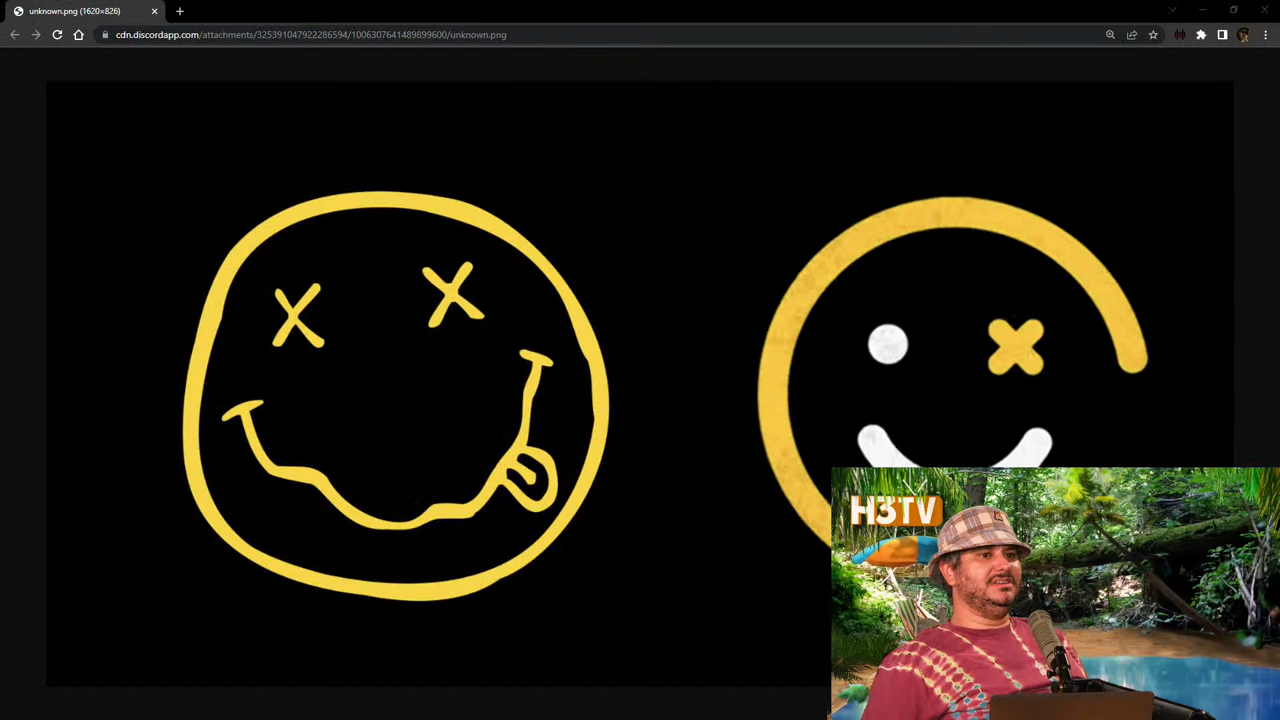 unknown.png (1620×826)
cdn.discordapp.com/attachments/325391047922286594/1006307641489899600/unknown.png
H3TV